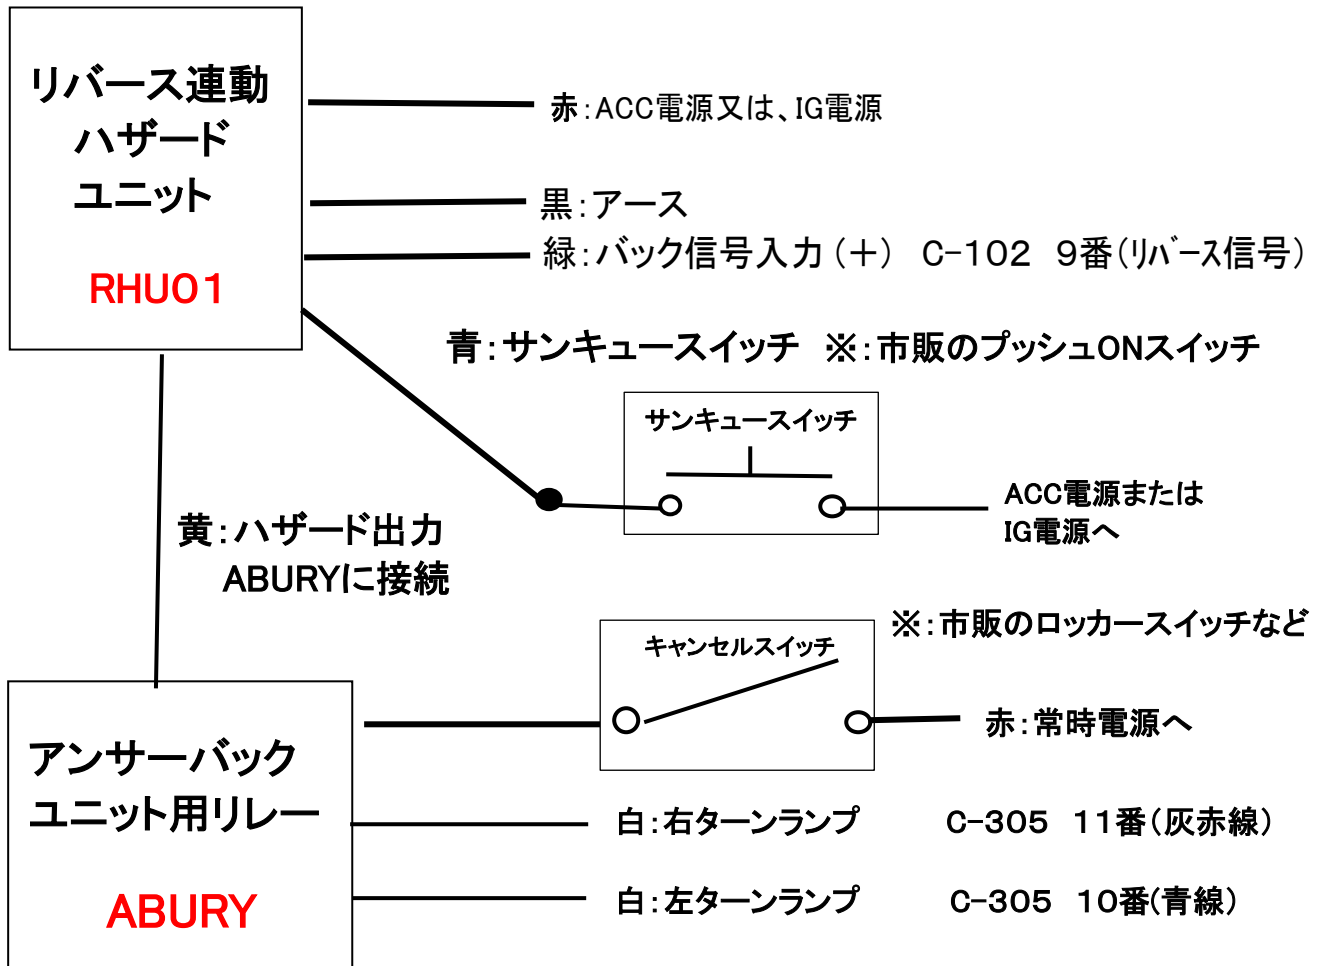 リバース連動
ハザード
ユニット
RHU01
赤:ACC電源又は、IG電源
黒:アース
緑:バック信号入力(+) C-102 9番(リバース信号)
青:サンキュースイッチ ※:市販のプッシュONスイッチ
サンキュースイッチ
ACC電源または
IG電源へ
黄:ハザード出力
ABURYに接続
※:市販のロッカースイッチなど
キャンセルスイッチ
赤:常時電源へ
アンサーバック
ユニット用リレー
ABURY
白:右ターンランプ C-305 11番(灰赤線)
白:左ターンランプ C-305 10番(青線)